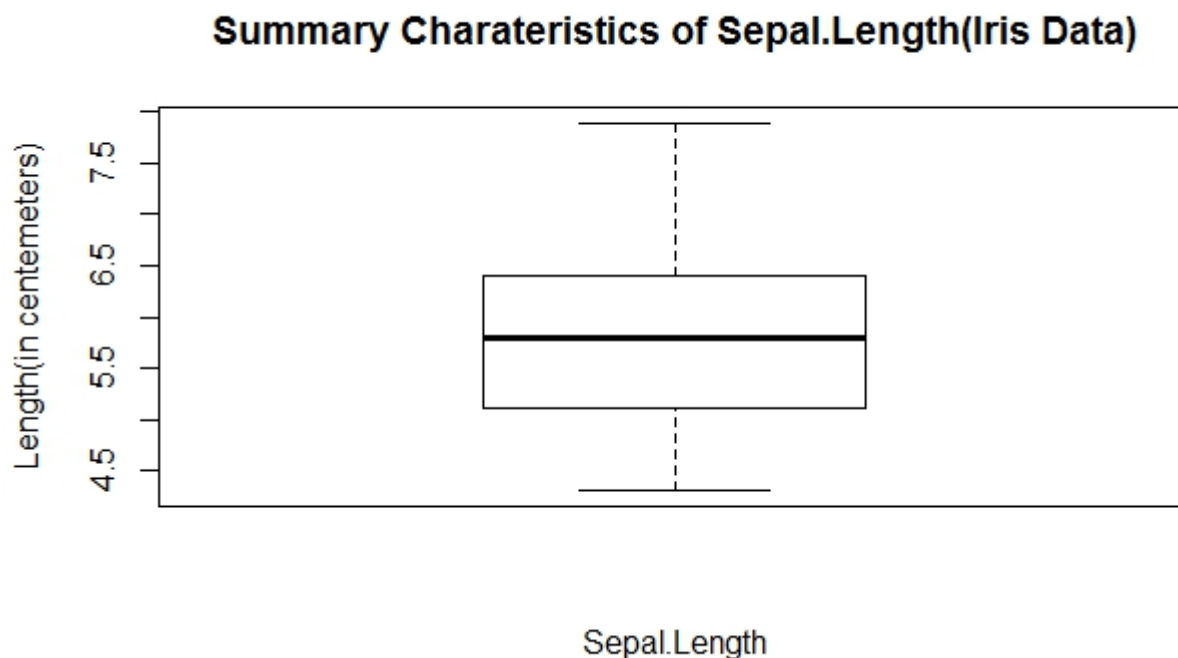 Summary Charateristics of Sepal.Length(Iris Data)
Length(in centemeters)
7.5
6.5
5.5
4.5
Sepal.Length